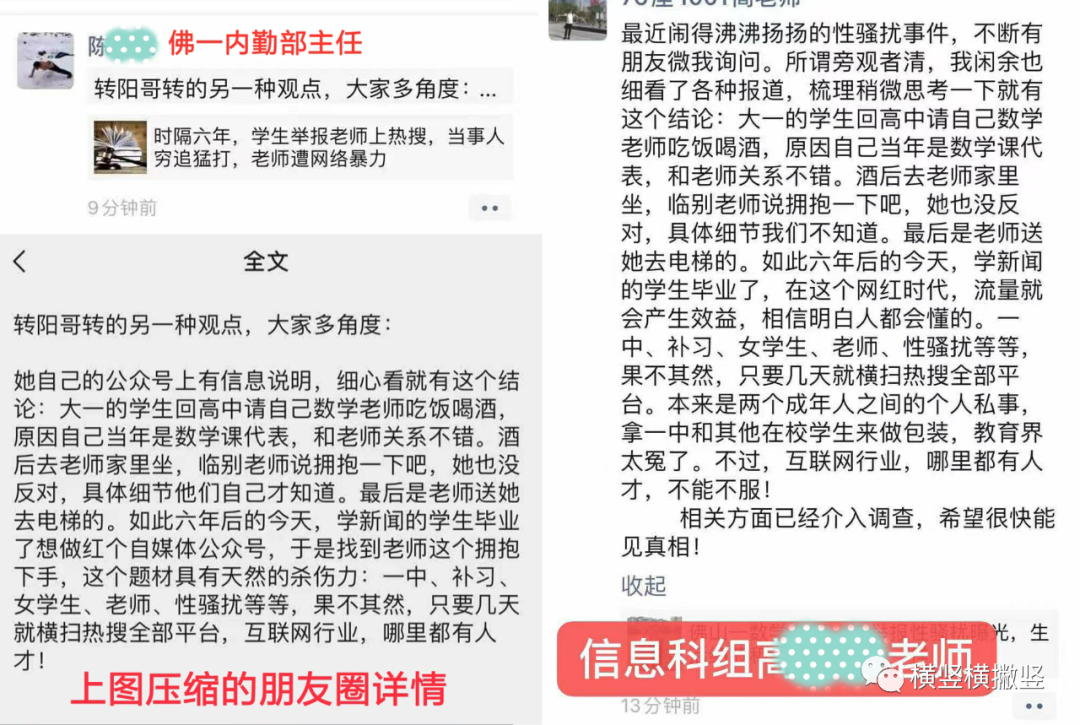 陈
佛一内勤部主任
转阳哥转的另一种观点，大家多角度：...
时隔六年，学生举报老师上热搜，当事人
穷追猛打，老师遭网络暴力
9分钟前
全文
转阳哥转的另一种观点，大家多角度：
她自己的公众号上有信息说明，细心看就有这个结
论：大一的学生回高中请自己数学老师吃饭喝酒，
原因自己当年是数学课代表，和老师关系不错。酒
后去老师家里坐，临别老师说拥抱一下吧，她也没
反对，具体细节他们自己才知道。最后是老师送她
去电梯的。如此六年后的今天，学新闻的学生毕业
了想做红个自媒体公众号，于是找到老师这个拥抱
下手，这个题材具有天然的杀伤力：一中、补习、
女学生、老师、性骚扰等等，果不其然，只要几天
就横扫热搜全部平台，互联网行业，哪里都有人
才！
上图压缩的朋友圈详情
最近闹得沸沸扬扬的性骚扰事件，不断有
朋友微我询问。所谓旁观者清，我闲余也
细看了各种报道，梳理稍微思考一下就有
这个结论：大一的学生回高中请自己数学
老师吃饭喝酒，原因自己当年是数学课代
表，和老师关系不错。酒后去老师家里
坐，临别老师说拥抱一下吧，她也没反
对，具体细节我们不知道。最后是老师送
她去电梯的。如此六年后的今天，学新闻
的学生毕业了，在这个网红时代，流量就
会产生效益，相信明白人都会懂的。一
中、补习、女学生、老师、性骚扰等等，
果不其然，只要几天就横扫热搜全部平
台。本来是两个成年人之间的个人私事，
拿一中和其他在校学生来做包装，教育界
太冤了。不过，互联网行业，哪里都有人
才，不能不服！
相关方面已经介入调查，希望很快能
见真相！
收起
佛山一数学
举报性骚扰曝光，生
信息科组高
老师
横竖横撇竖
13分钟前